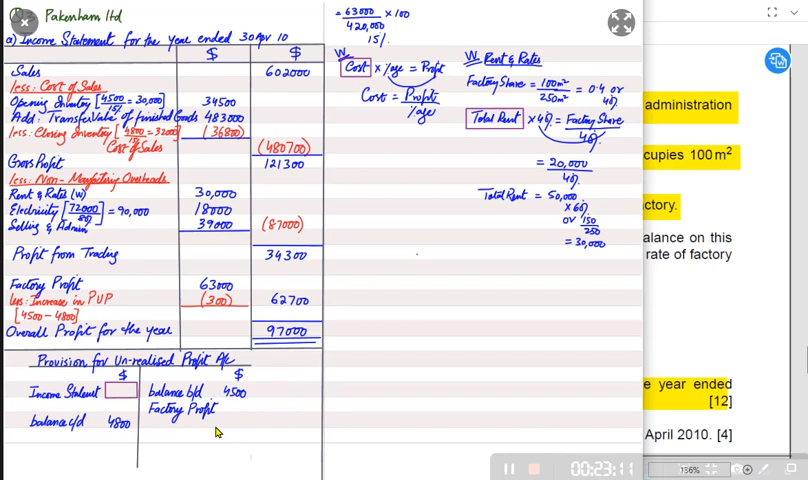 Pakenham ltd
a) Income Statement for the year ended 30 Apr 10
$ $
Sales 602000
less: Cost of Sales
Opening Inventory [4500/15% = 30,000] 34500
Add: Transfer Value of finished Goods 483000
less: Closing Inventory [4800/15% = 32000] (36800)
Cost of Sales (480700)
Gross Profit 121300
less: Non-Manufacturing Overheads
Rent & Rates (W) 30,000
Electricity [72000/80%] = 90,000 18000
Selling & Admin 39000 (87000)
Profit from Trading 34300
Factory Profit 63000
less: Increase in PUP (300) 62700
[4500-4800]
Overall Profit for the year 97000
Provision for Un-realised Profit A/c
$ $
Income Statemnt balance b/d 4500
Factory Profit
balance c/d 4800
= 63000/420,000 × 100
15%
W
Cost × %age = Profit
Cost = Profit/%age
W Rent & Rates
Factory Share = 100m²/250m² = 0.4 or 40%
Total Rent × 40% = Factory Share/40%
= 20,000/40%
Total Rent = 50,000
× 60%
or 150/250
= 30,000
administration
cupies 100 m²
ctory.
alance on this
rate of factory
e year ended
[12]
April 2010. [4]
00:23:11
136%